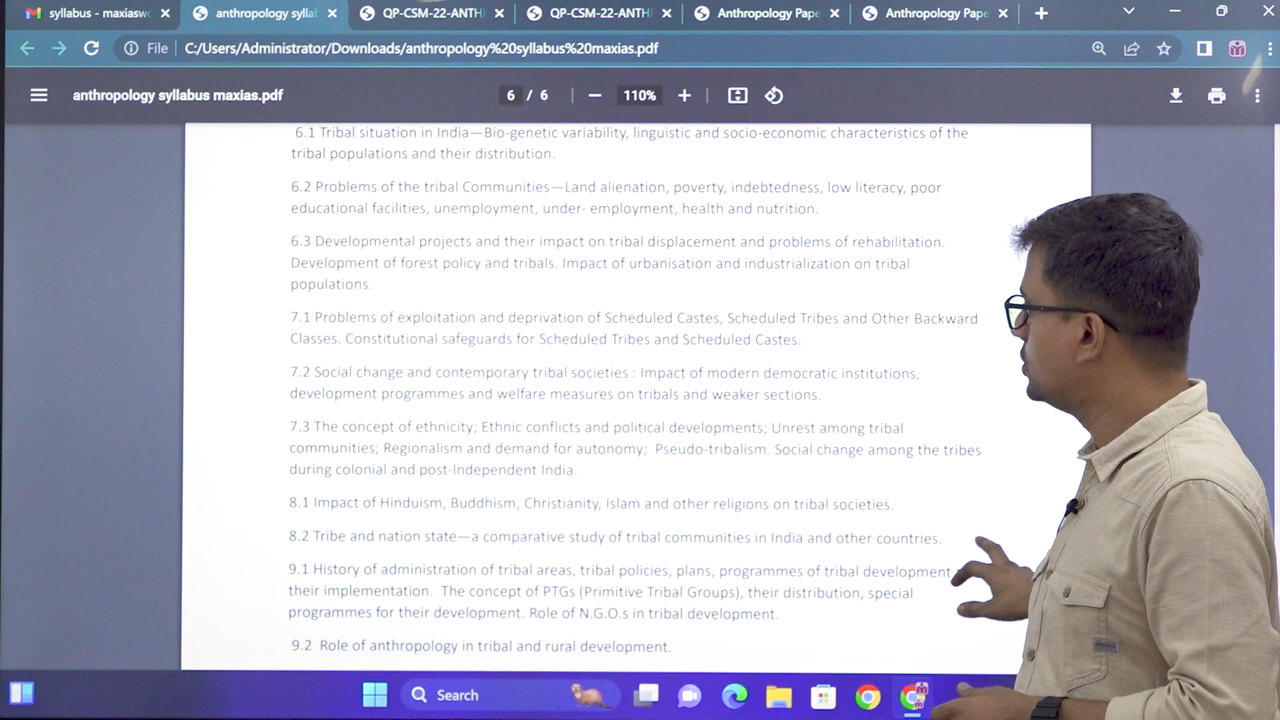 syllabus - maxiasw
anthropology syllab
QP-CSM-22-ANTH
QP-CSM-22-ANTH
Anthropology Pape
Anthropology Pape
File
C:/Users/Administrator/Downloads/anthropology%20syllabus%20maxias.pdf
anthropology syllabus maxias.pdf
6 / 6
110%
6.1 Tribal situation in India—Bio-genetic variability, linguistic and socio-economic characteristics of the
tribal populations and their distribution.
6.2 Problems of the tribal Communities—Land alienation, poverty, indebtedness, low literacy, poor
educational facilities, unemployment, under- employment, health and nutrition.
6.3 Developmental projects and their impact on tribal displacement and problems of rehabilitation.
Development of forest policy and tribals. Impact of urbanisation and industrialization on tribal
populations.
7.1 Problems of exploitation and deprivation of Scheduled Castes, Scheduled Tribes and Other Backward
Classes. Constitutional safeguards for Scheduled Tribes and Scheduled Castes.
7.2 Social change and contemporary tribal societies : Impact of modern democratic institutions,
development programmes and welfare measures on tribals and weaker sections.
7.3 The concept of ethnicity; Ethnic conflicts and political developments; Unrest among tribal
communities; Regionalism and demand for autonomy; Pseudo-tribalism. Social change among the tribes
during colonial and post-Independent India.
8.1 Impact of Hinduism, Buddhism, Christianity, Islam and other religions on tribal societies.
8.2 Tribe and nation state—a comparative study of tribal communities in India and other countries.
9.1 History of administration of tribal areas, tribal policies, plans, programmes of tribal development
their implementation. The concept of PTGs (Primitive Tribal Groups), their distribution, special
programmes for their development. Role of N.G.O.s in tribal development.
9.2 Role of anthropology in tribal and rural development.
Search